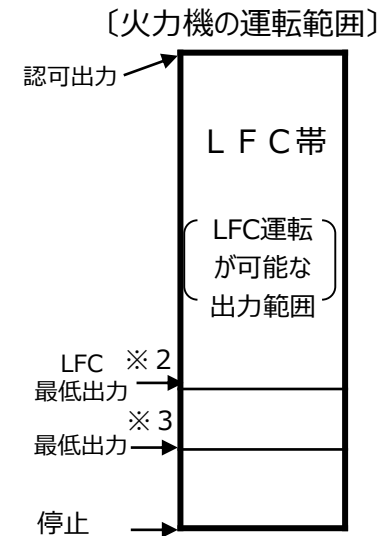 〔火力機の運転範囲〕
認可出力
ＬＦＣ帯
LFC運転
が可能な
出力範囲
LFC ※２
最低出力
※３
最低出力
停止